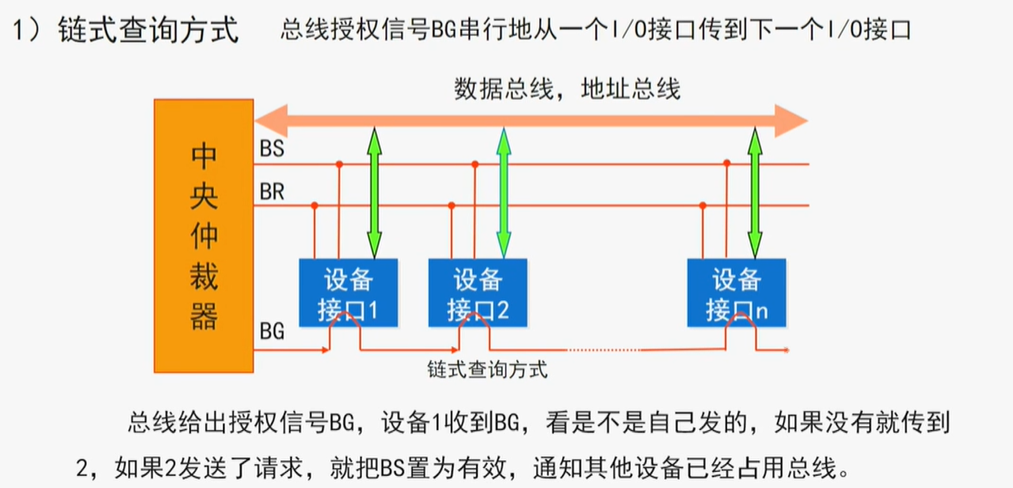 1）链式查询方式 总线授权信号BG串行地从一个I/O接口传到下一个I/O接口
数据总线，地址总线
中
央
仲
裁
器
BS
BR
BG
设备
接口1
设备
接口2
设备
接口n
链式查询方式
总线给出授权信号BG，设备1收到BG，看是不是自己发的，如果没有就传到
2，如果2发送了请求，就把BS置为有效，通知其他设备已经占用总线。